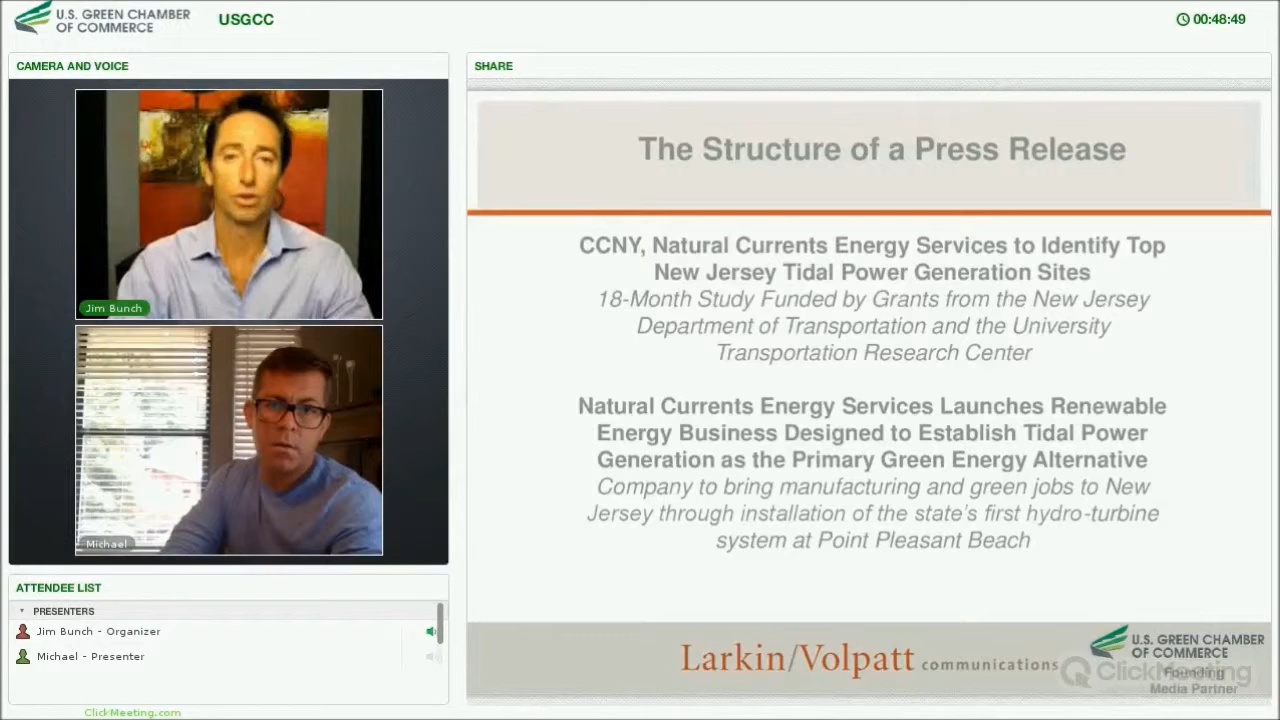 U.S. GREEN CHAMBER
OF COMMERCE
USGCC
00:48:49
CAMERA AND VOICE
Jim Bunch
Michael
ATTENDEE LIST
PRESENTERS
Jim Bunch - Organizer
Michael - Presenter
ClickMeeting.com
SHARE
The Structure of a Press Release
CCNY, Natural Currents Energy Services to Identify Top
New Jersey Tidal Power Generation Sites
18-Month Study Funded by Grants from the New Jersey
Department of Transportation and the University
Transportation Research Center
Natural Currents Energy Services Launches Renewable
Energy Business Designed to Establish Tidal Power
Generation as the Primary Green Energy Alternative
Company to bring manufacturing and green jobs to New
Jersey through installation of the state's first hydro-turbine
system at Point Pleasant Beach
Larkin/Volpatt communications
U.S. GREEN CHAMBER
OF COMMERCE
ClickMeeting
Founding
Media Partner